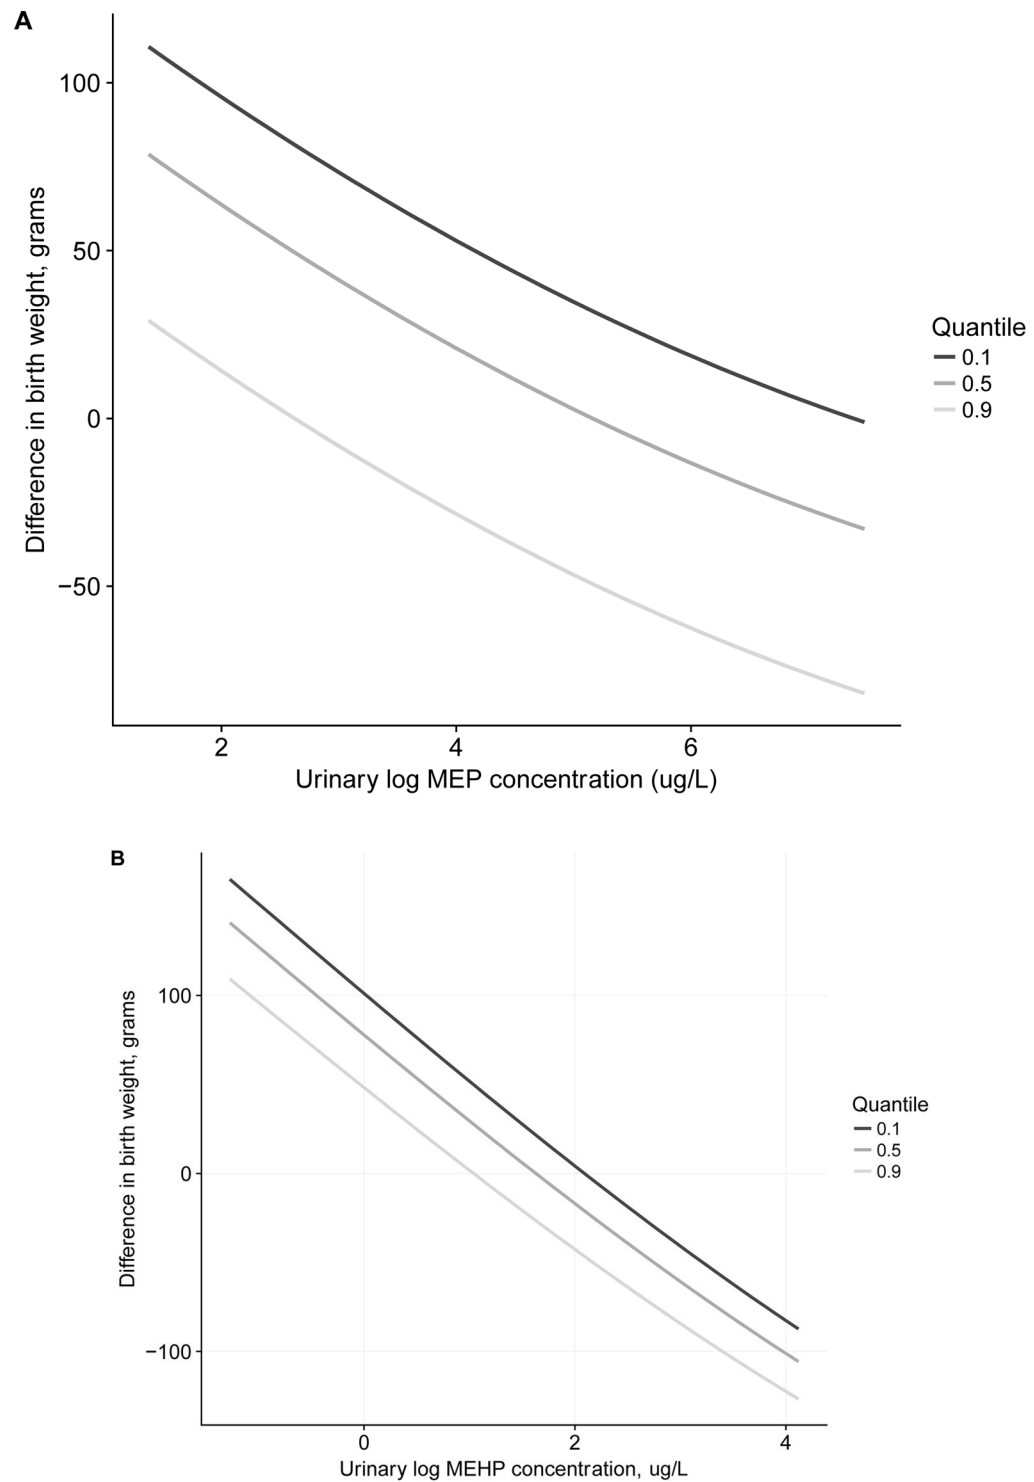 A
100
50
0
−50
Difference in birth weight, grams
2 4 6
Urinary log MEP concentration (ug/L)
Quantile
0.1
0.5
0.9
B
100
0
−100
Difference in birth weight, grams
0 2 4
Urinary log MEHP concentration, ug/L
Quantile
0.1
0.5
0.9